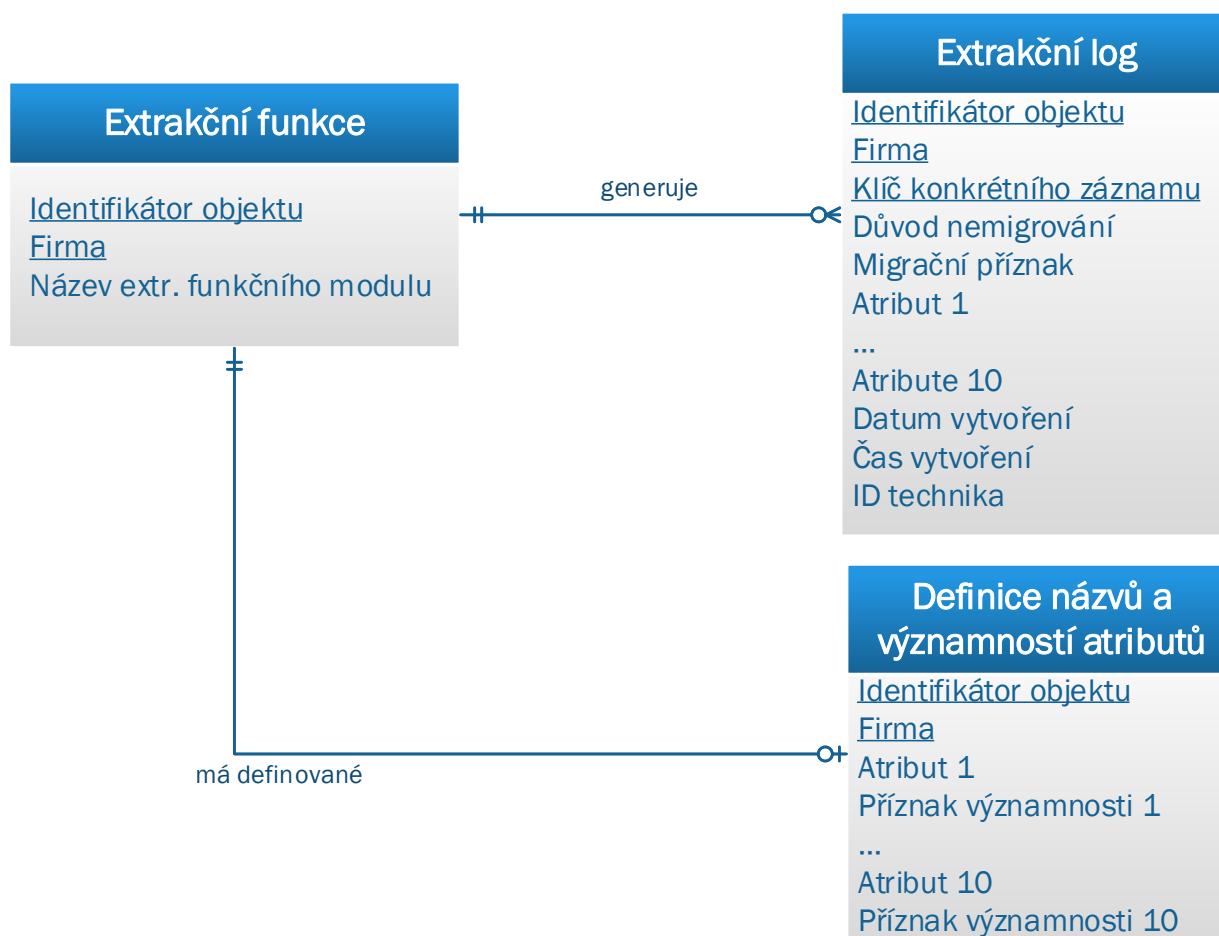 Extrakční funkce
Identifikátor objektu
Firma
Název extr. funkčního modulu
generuje
Extrakční log
Identifikátor objektu
Firma
Klíč konkrétního záznamu
Důvod nemigrování
Migrační příznak
Atribut 1
...
Atribute 10
Datum vytvoření
Čas vytvoření
ID technika
má definované
Definice názvů a
významností atributů
Identifikátor objektu
Firma
Atribut 1
Příznak významnosti 1
...
Atribut 10
Příznak významnosti 10